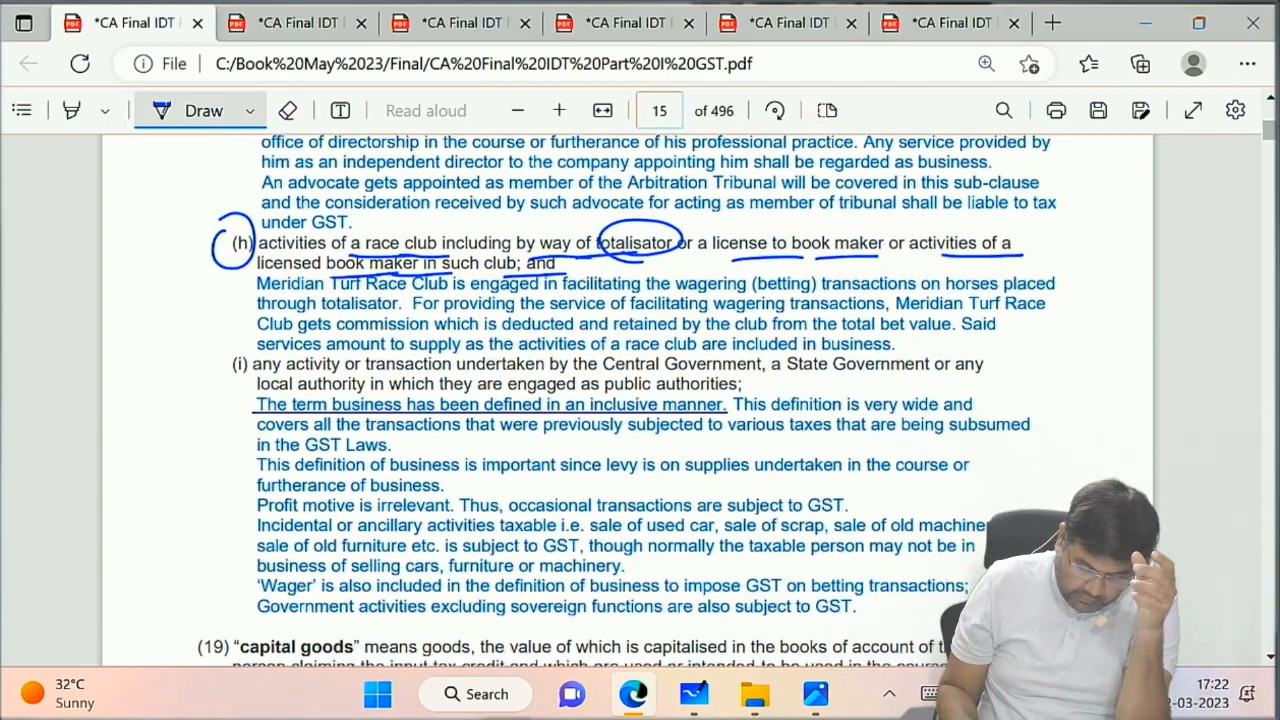 *CA Final IDT
*CA Final IDT
*CA Final IDT
*CA Final IDT
*CA Final IDT
*CA Final IDT
File C:/Book%20May%202023/Final/CA%20Final%20IDT%20Part%20I%20GST.pdf
Draw Read aloud 15 of 496
office of directorship in the course or furtherance of his professional practice. Any service provided by
him as an independent director to the company appointing him shall be regarded as business.
An advocate gets appointed as member of the Arbitration Tribunal will be covered in this sub-clause
and the consideration received by such advocate for acting as member of tribunal shall be liable to tax
under GST.
(h) activities of a race club including by way of totalisator or a license to book maker or activities of a
licensed book maker in such club; and
Meridian Turf Race Club is engaged in facilitating the wagering (betting) transactions on horses placed
through totalisator. For providing the service of facilitating wagering transactions, Meridian Turf Race
Club gets commission which is deducted and retained by the club from the total bet value. Said
services amount to supply as the activities of a race club are included in business.
(i) any activity or transaction undertaken by the Central Government, a State Government or any
local authority in which they are engaged as public authorities;
The term business has been defined in an inclusive manner. This definition is very wide and
covers all the transactions that were previously subjected to various taxes that are being subsumed
in the GST Laws.
This definition of business is important since levy is on supplies undertaken in the course or
furtherance of business.
Profit motive is irrelevant. Thus, occasional transactions are subject to GST.
Incidental or ancillary activities taxable i.e. sale of used car, sale of scrap, sale of old
sale of old furniture etc. is subject to GST, though normally the taxable person may not be in
business of selling cars, furniture or machinery.
‘Wager’ is also included in the definition of business to impose GST on betting transactions;
Government activities excluding sovereign functions are also subject to GST.
(19) “capital goods” means goods, the value of which is capitalised in the books of account of
person claiming the input tax credit and which are used or intended to be used in the course
32°C
Sunny
Search
17:22
-03-2023